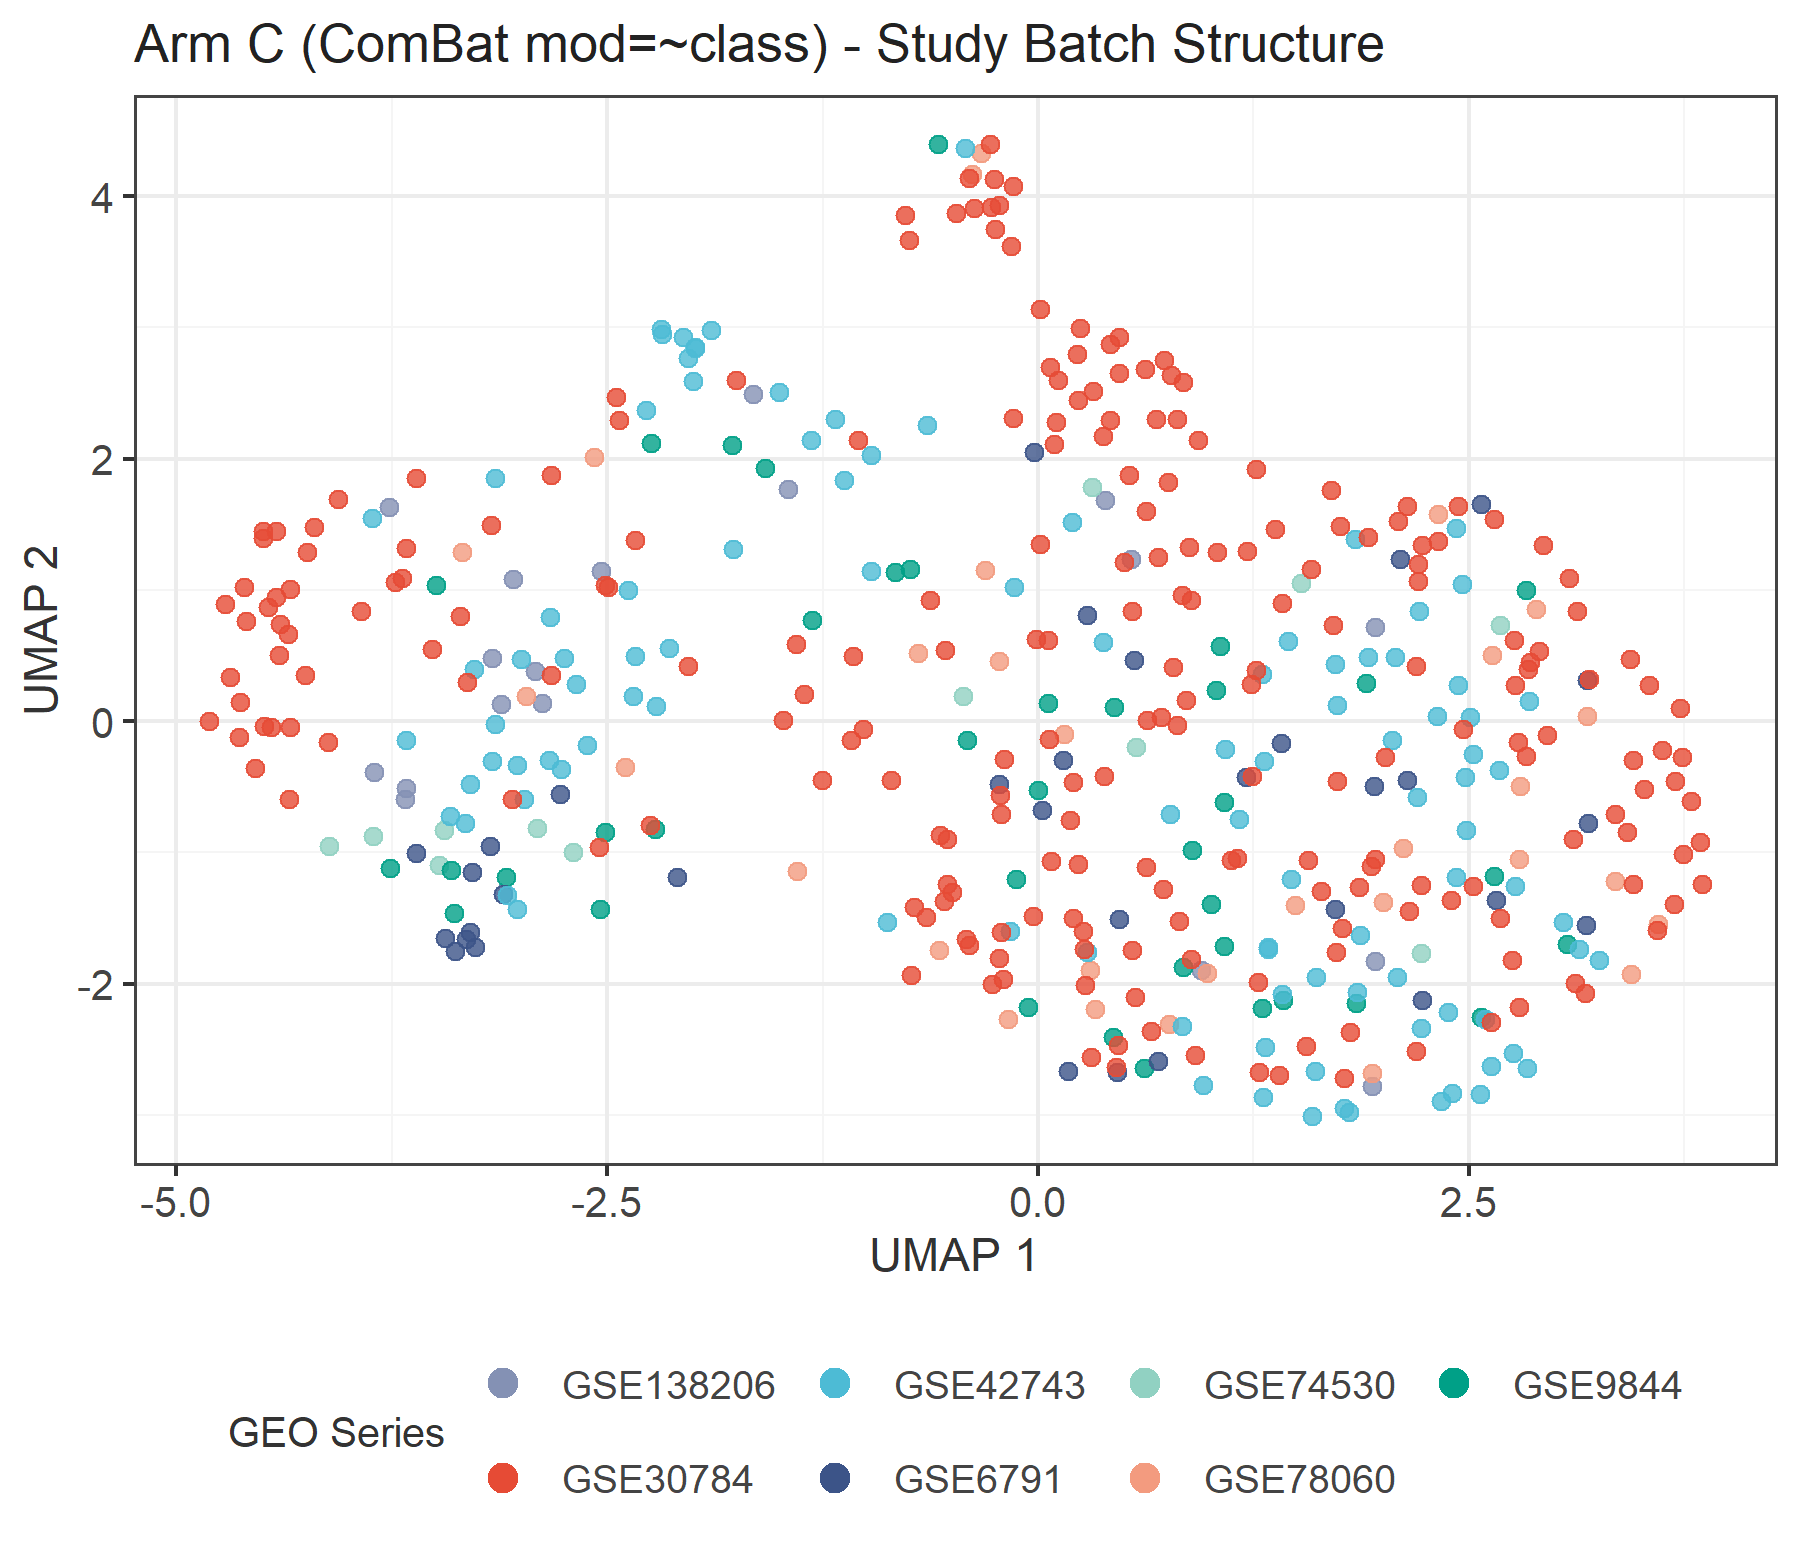 Arm C (ComBat mod=~class) - Study Batch Structure
UMAP 2
4
2
0
-2
-5.0 -2.5 0.0 2.5
UMAP 1
GEO Series
GSE138206 GSE42743 GSE74530 GSE9844
GSE30784 GSE6791 GSE78060